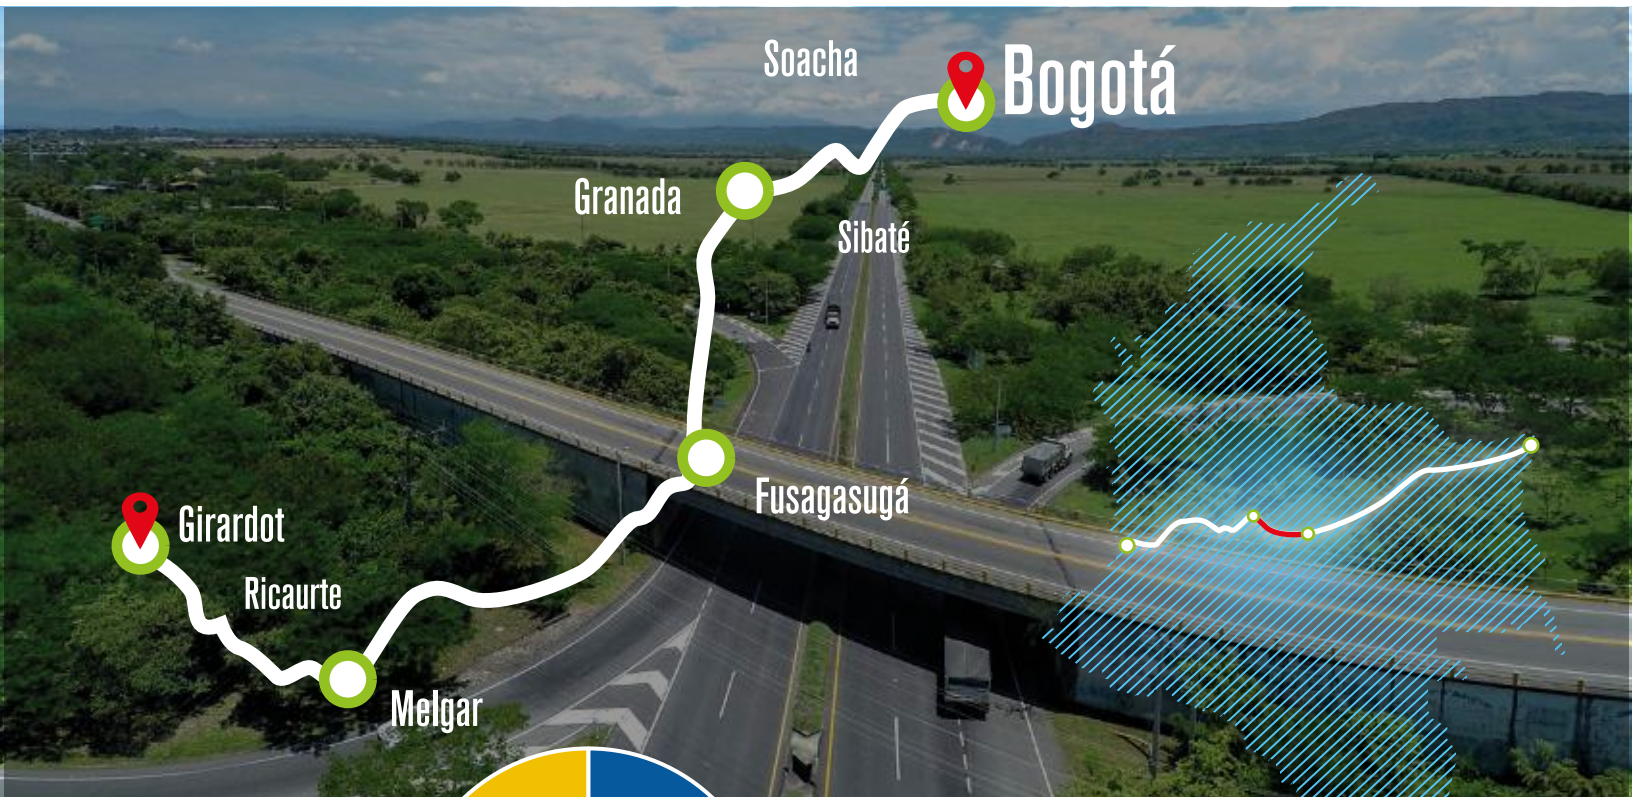 Soacha
Bogotá
Granada
Sibaté
Fusagasugá
Girardot
Ricaurte
Melgar